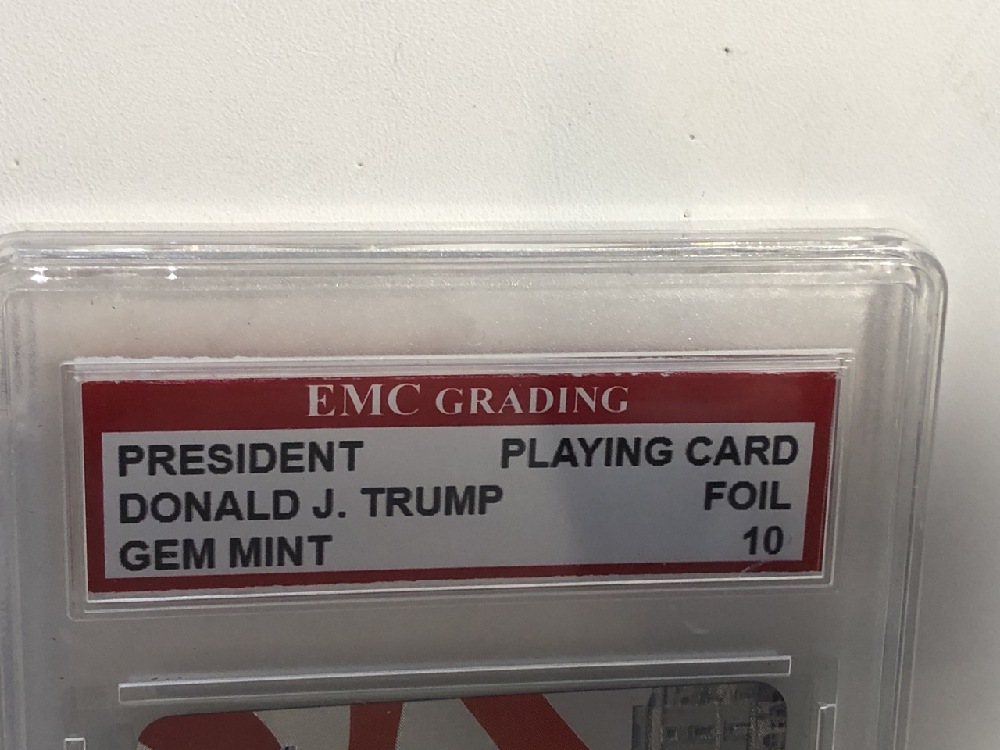 EMC GRADING
PRESIDENT PLAYING CARD
DONALD J. TRUMP FOIL
GEM MINT 10